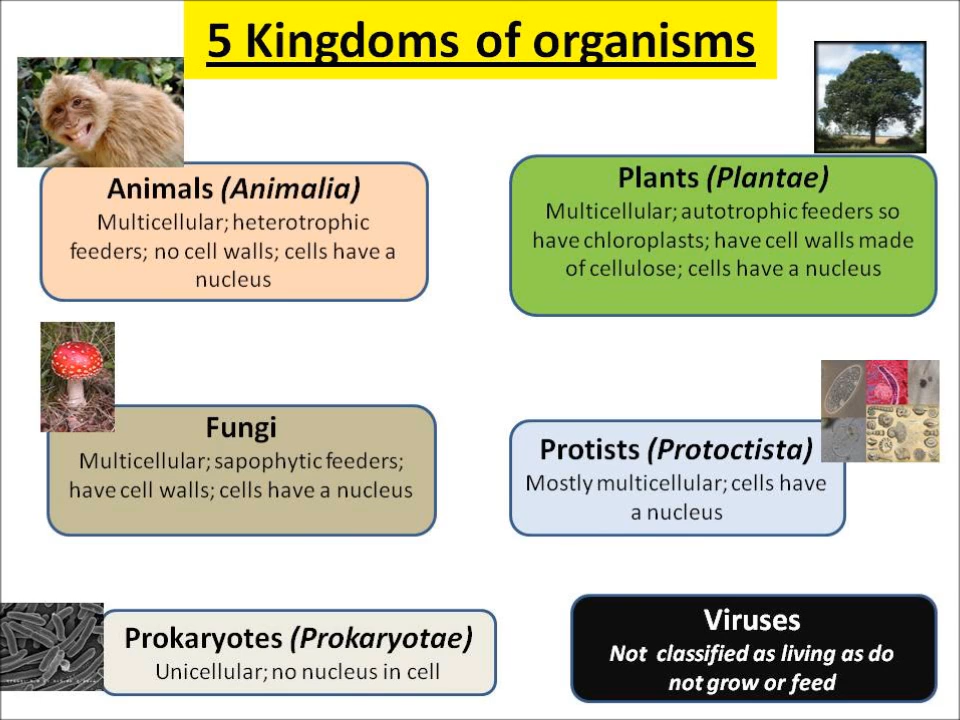 5 Kingdoms of organisms
Animals (Animalia)
Multicellular; heterotrophic
feeders; no cell walls; cells have a
nucleus
Plants (Plantae)
Multicellular; autotrophic feeders so
have chloroplasts; have cell walls made
of cellulose; cells have a nucleus
Fungi
Multicellular; sapophytic feeders;
have cell walls; cells have a nucleus
Protists (Protoctista)
Mostly multicellular; cells have
a nucleus
Prokaryotes (Prokaryotae)
Unicellular; no nucleus in cell
Viruses
Not classified as living as do
not grow or feed